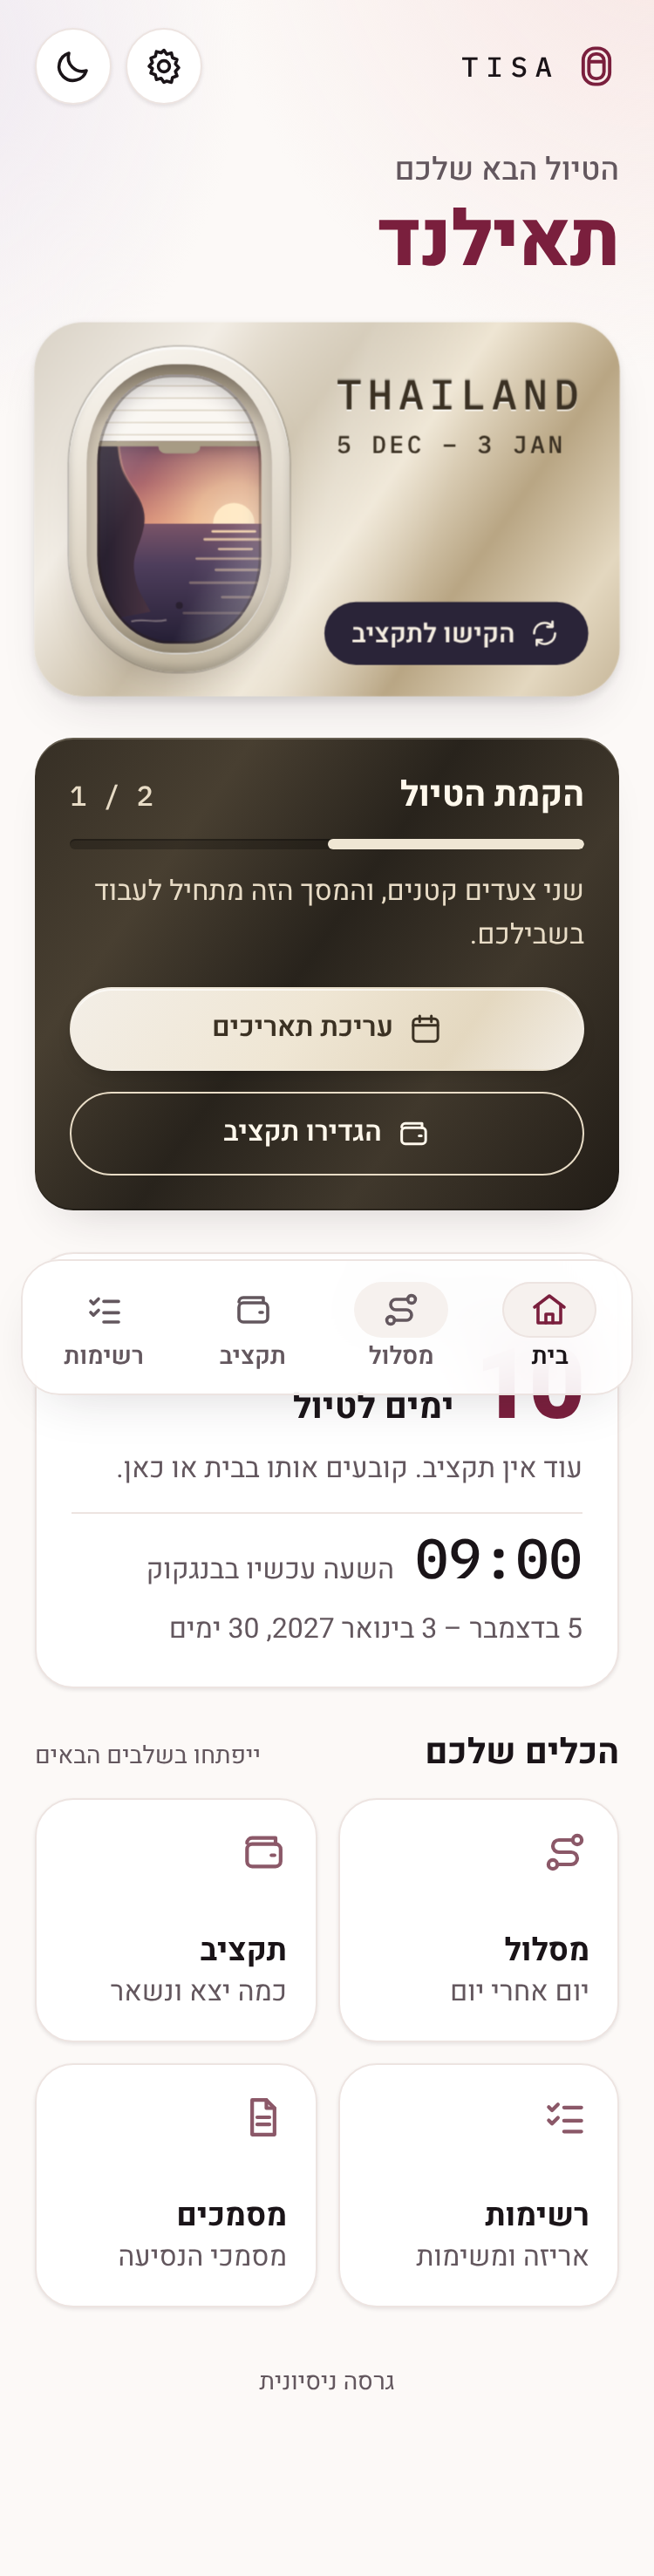 TISA
הטיול הבא שלכם
תאילנד
THAILAND
5 DEC – 3 JAN
הקישו לתקציב
הקמת הטיול
1 / 2
שני צעדים קטנים, והמסך הזה מתחיל לעבוד
בשבילכם.
עריכת תאריכים
הגדירו תקציב
בית
מסלול
תקציב
רשימות
10 ימים לטיול
עוד אין תקציב. קובעים אותו בבית או כאן.
09:00 השעה עכשיו בבנגקוק
5 בדצמבר – 3 בינואר 2027, 30 ימים
הכלים שלכם
ייפתחו בשלבים הבאים
מסלול
יום אחרי יום
תקציב
כמה יצא ונשאר
רשימות
אריזה ומשימות
מסמכים
מסמכי הנסיעה
גרסה ניסיונית